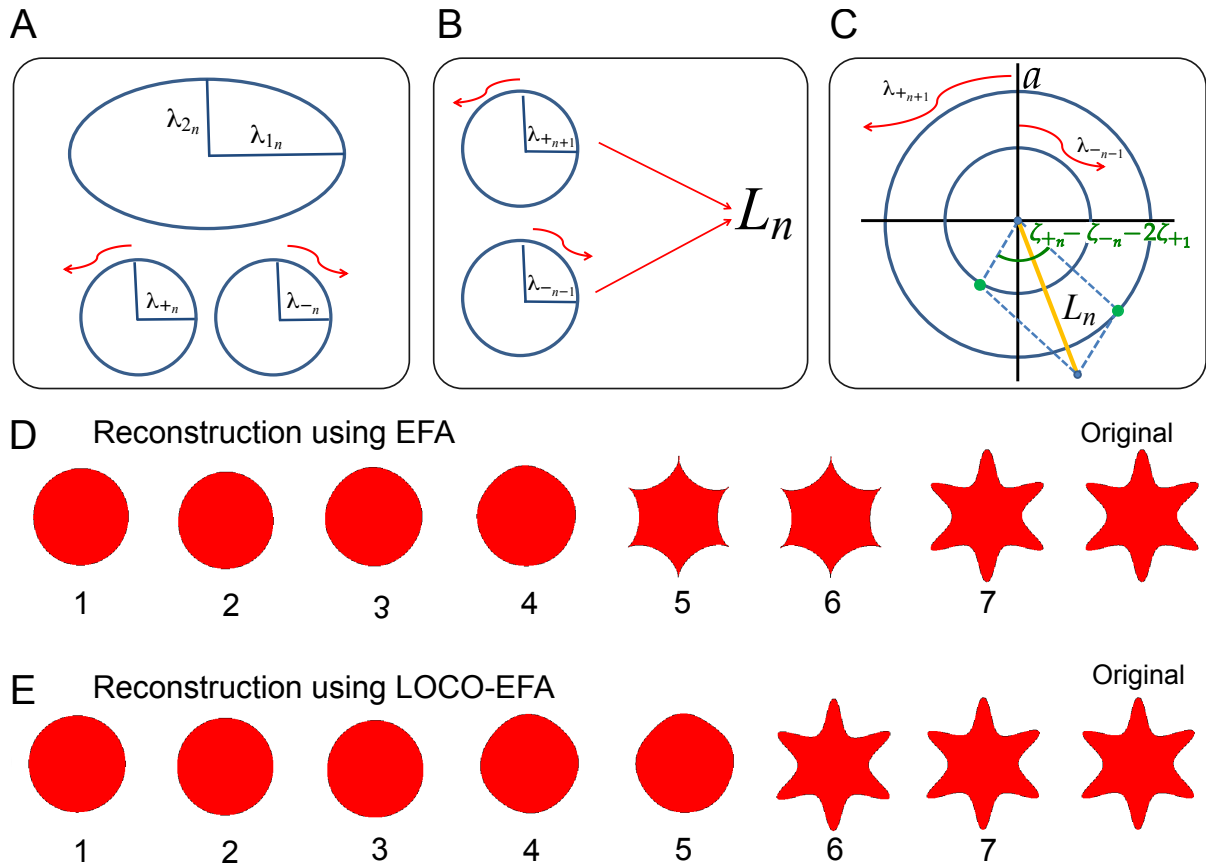 A
λ2n
λ1n
λ+n
λ-n
B
λ+n+1
λ-n-1
Ln
C
a
λ+n+1
λ-n-1
ζ+n-ζ-n-2ζ+1
Ln
D Reconstruction using EFA Original
1 2 3 4 5 6 7
E Reconstruction using LOCO-EFA Original
1 2 3 4 5 6 7